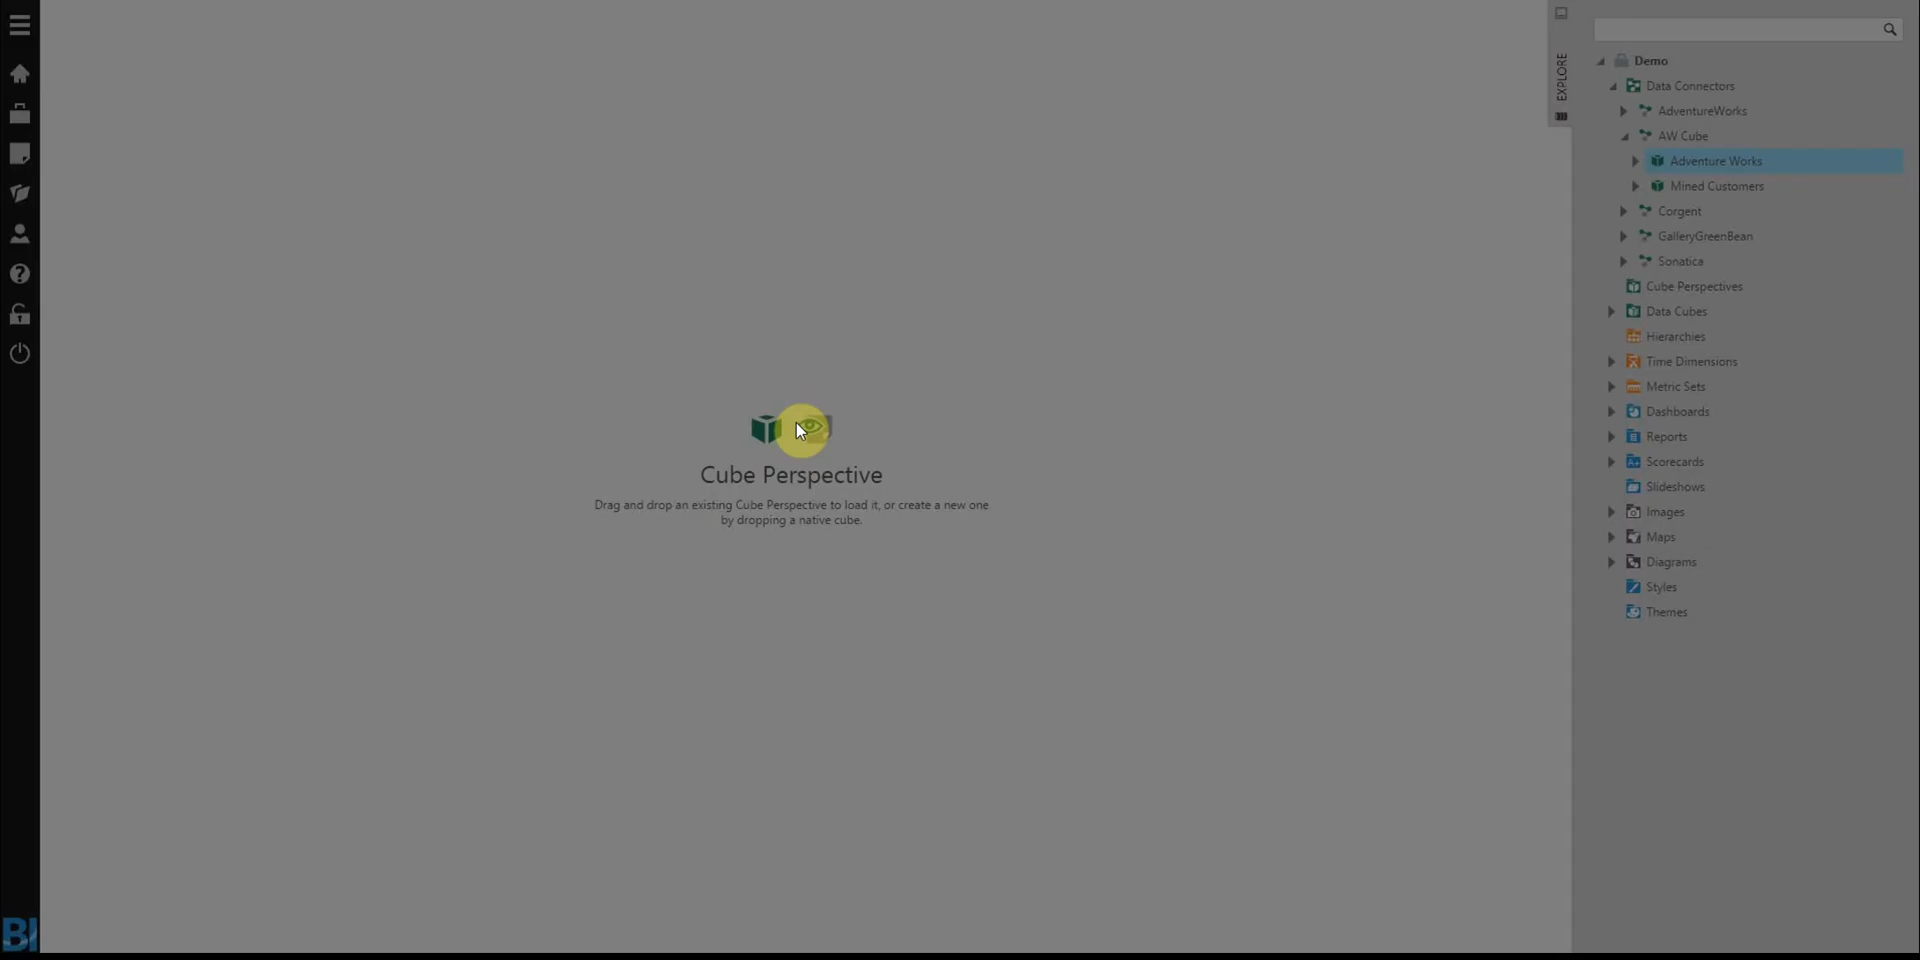 EXPLORE
Demo
Data Connectors
AdventureWorks
AW Cube
Adventure Works
Mined Customers
Corgent
GalleryGreenBean
Sonatica
Cube Perspectives
Data Cubes
Hierarchies
Time Dimensions
Metric Sets
Dashboards
Reports
Scorecards
Slideshows
Images
Maps
Diagrams
Styles
Themes
Cube Perspective
Drag and drop an existing Cube Perspective to load it, or create a new one
by dropping a native cube.
BI